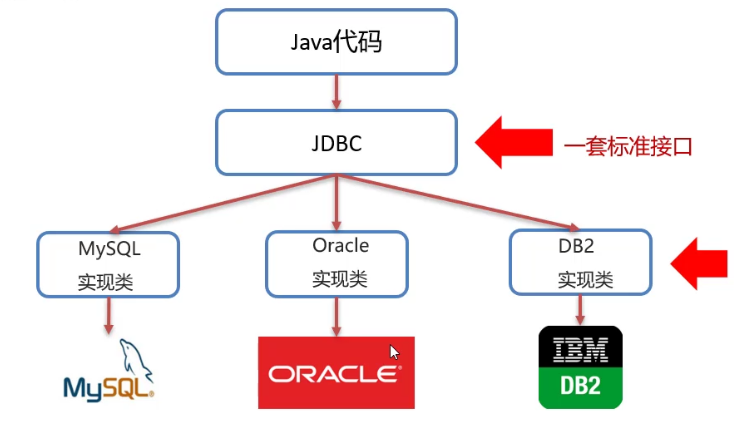 Java代码
JDBC
一套标准接口
MySQL
实现类
Oracle
实现类
DB2
实现类
MySQL®
ORACLE®
IBM
DB2